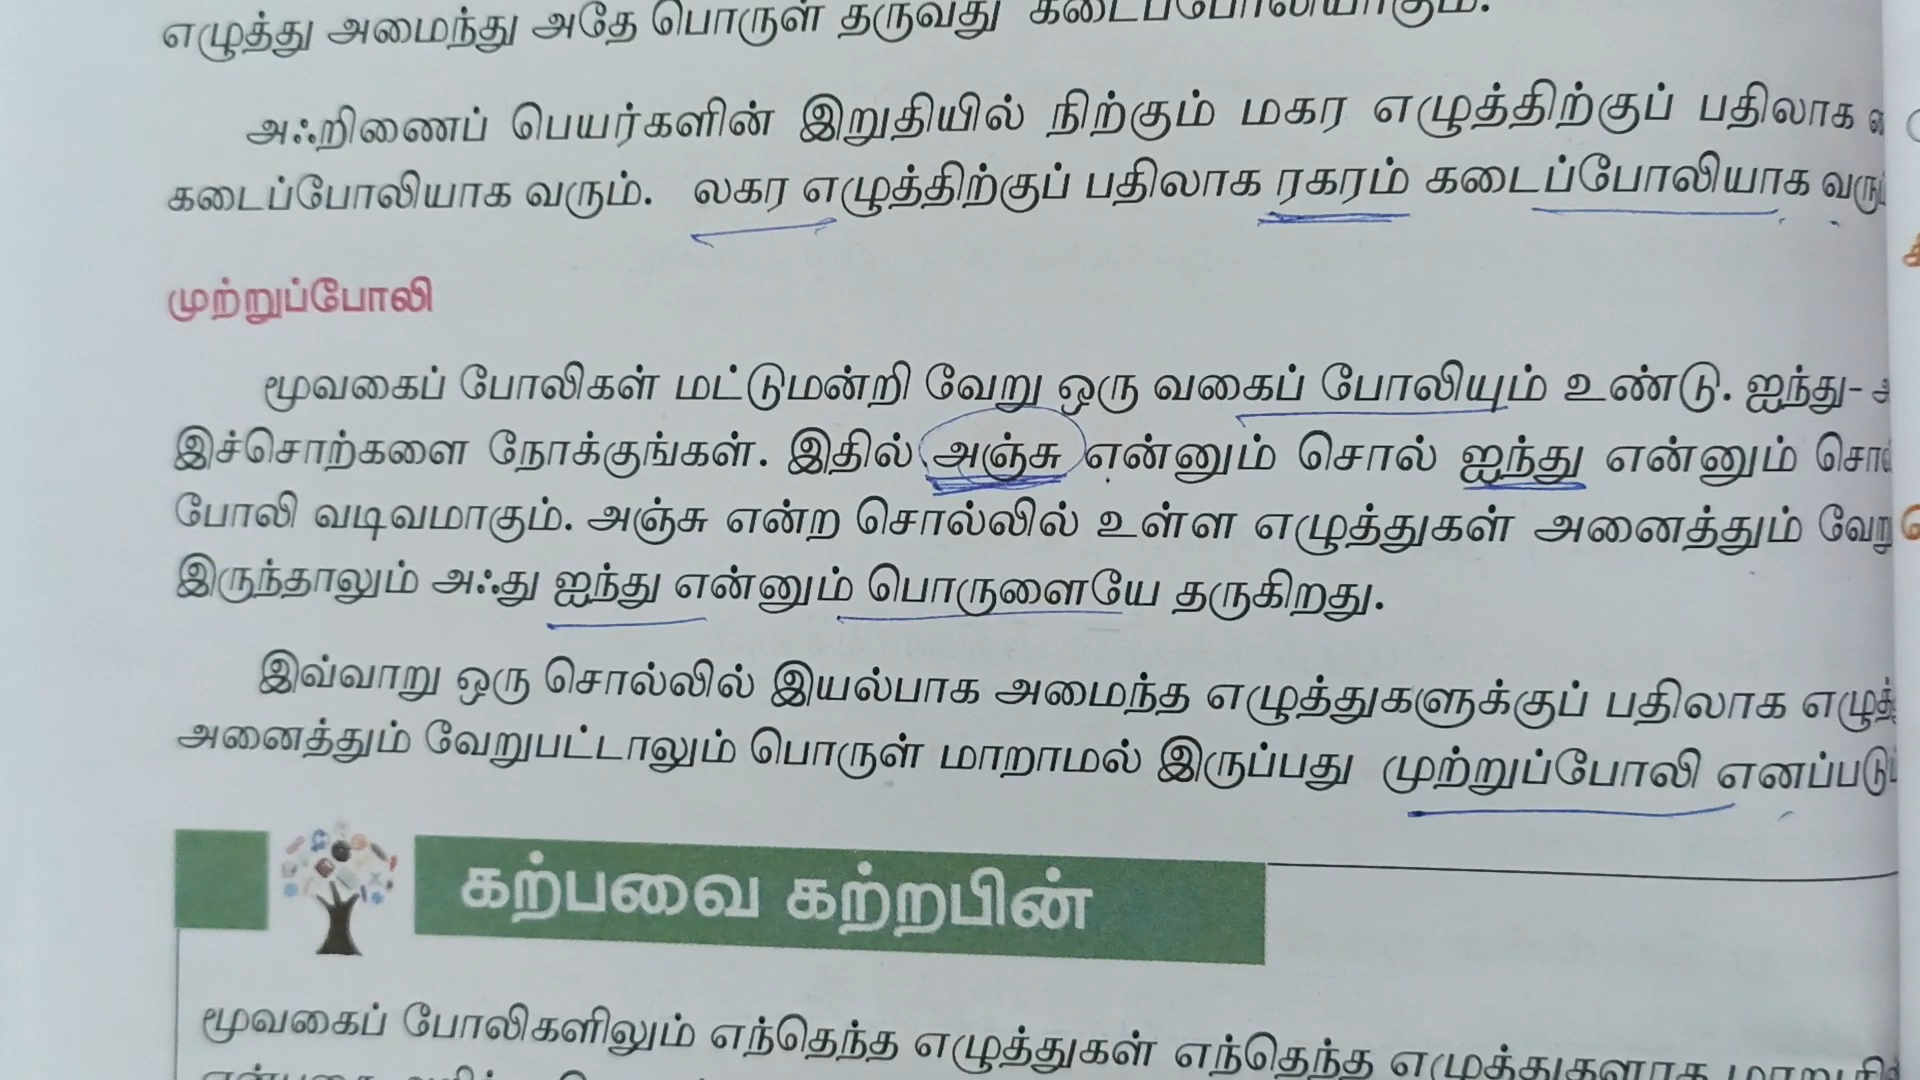 எழுத்து அமைந்து அதே பொருள் தருவது கடைப்போலியாகும்.
அஃறிணைப் பெயர்களின் இறுதியில் நிற்கும் மகர எழுத்திற்குப் பதிலாக
கடைப்போலியாக வரும். லகர எழுத்திற்குப் பதிலாக ரகரம் கடைப்போலியாக
முற்றுப்போலி
மூவகைப் போலிகள் மட்டுமன்றி வேறு ஒரு வகைப் போலியும் உண்டு. ஐந்து-
இச்சொற்களை நோக்குங்கள். இதில் அஞ்சு என்னும் சொல் ஐந்து என்னும்
போலி வடிவமாகும். அஞ்சு என்ற சொல்லில் உள்ள எழுத்துகள் அனைத்தும்
இருந்தாலும் அஃது ஐந்து என்னும் பொருளையே தருகிறது.
இவ்வாறு ஒரு சொல்லில் இயல்பாக அமைந்த எழுத்துகளுக்குப் பதிலாக
அனைத்தும் வேறுபட்டாலும் பொருள் மாறாமல் இருப்பது முற்றுப்போலி
கற்பவை கற்றபின்
மூவகைப் போலிகளிலும் எந்தெந்த எழுத்துகள் எந்தெந்த எழுத்துகளாக